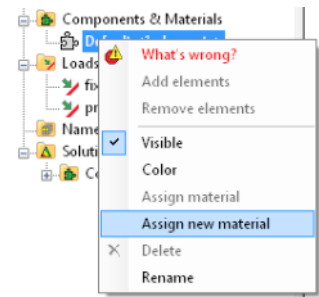 Components & Materials
De
What's wrong?
Loads
Add elements
fix
Remove elements
pr
Name
Visible
Soluti
Color
Assign material
Assign new material
Delete
Rename